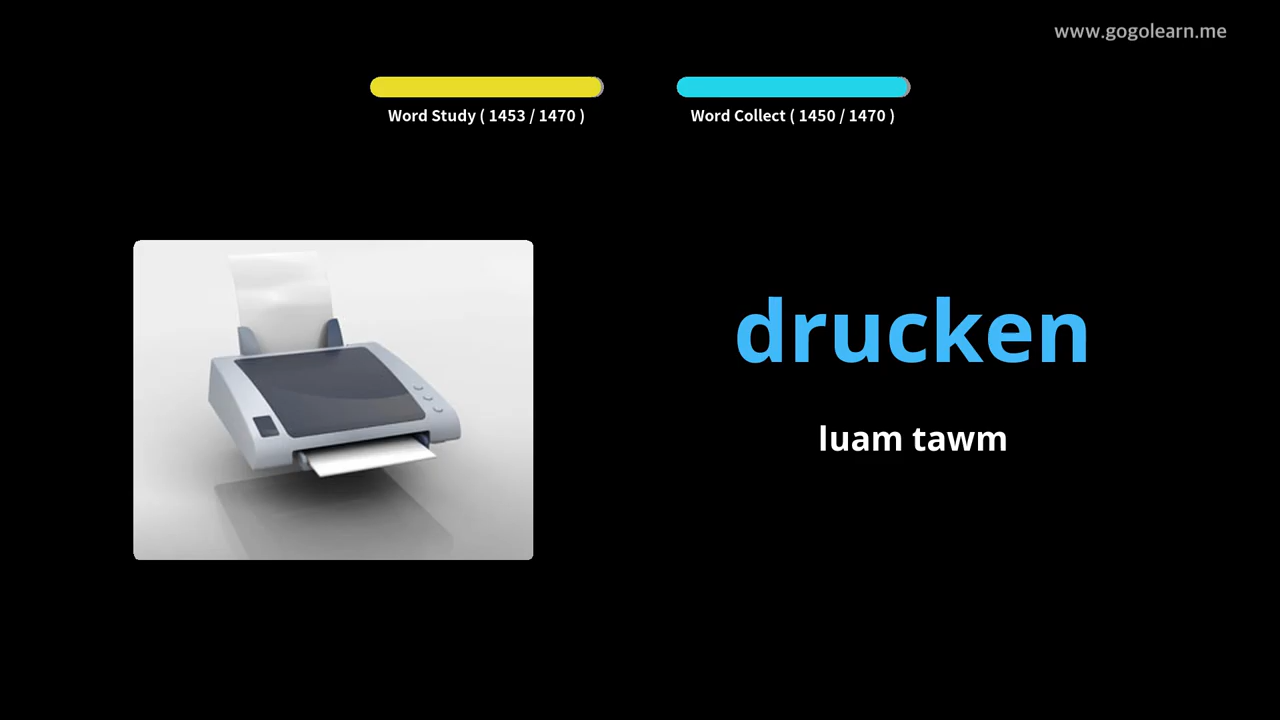 www.gogolearn.me
Word Study ( 1453 / 1470 )
Word Collect ( 1450 / 1470 )
drucken
luam tawm